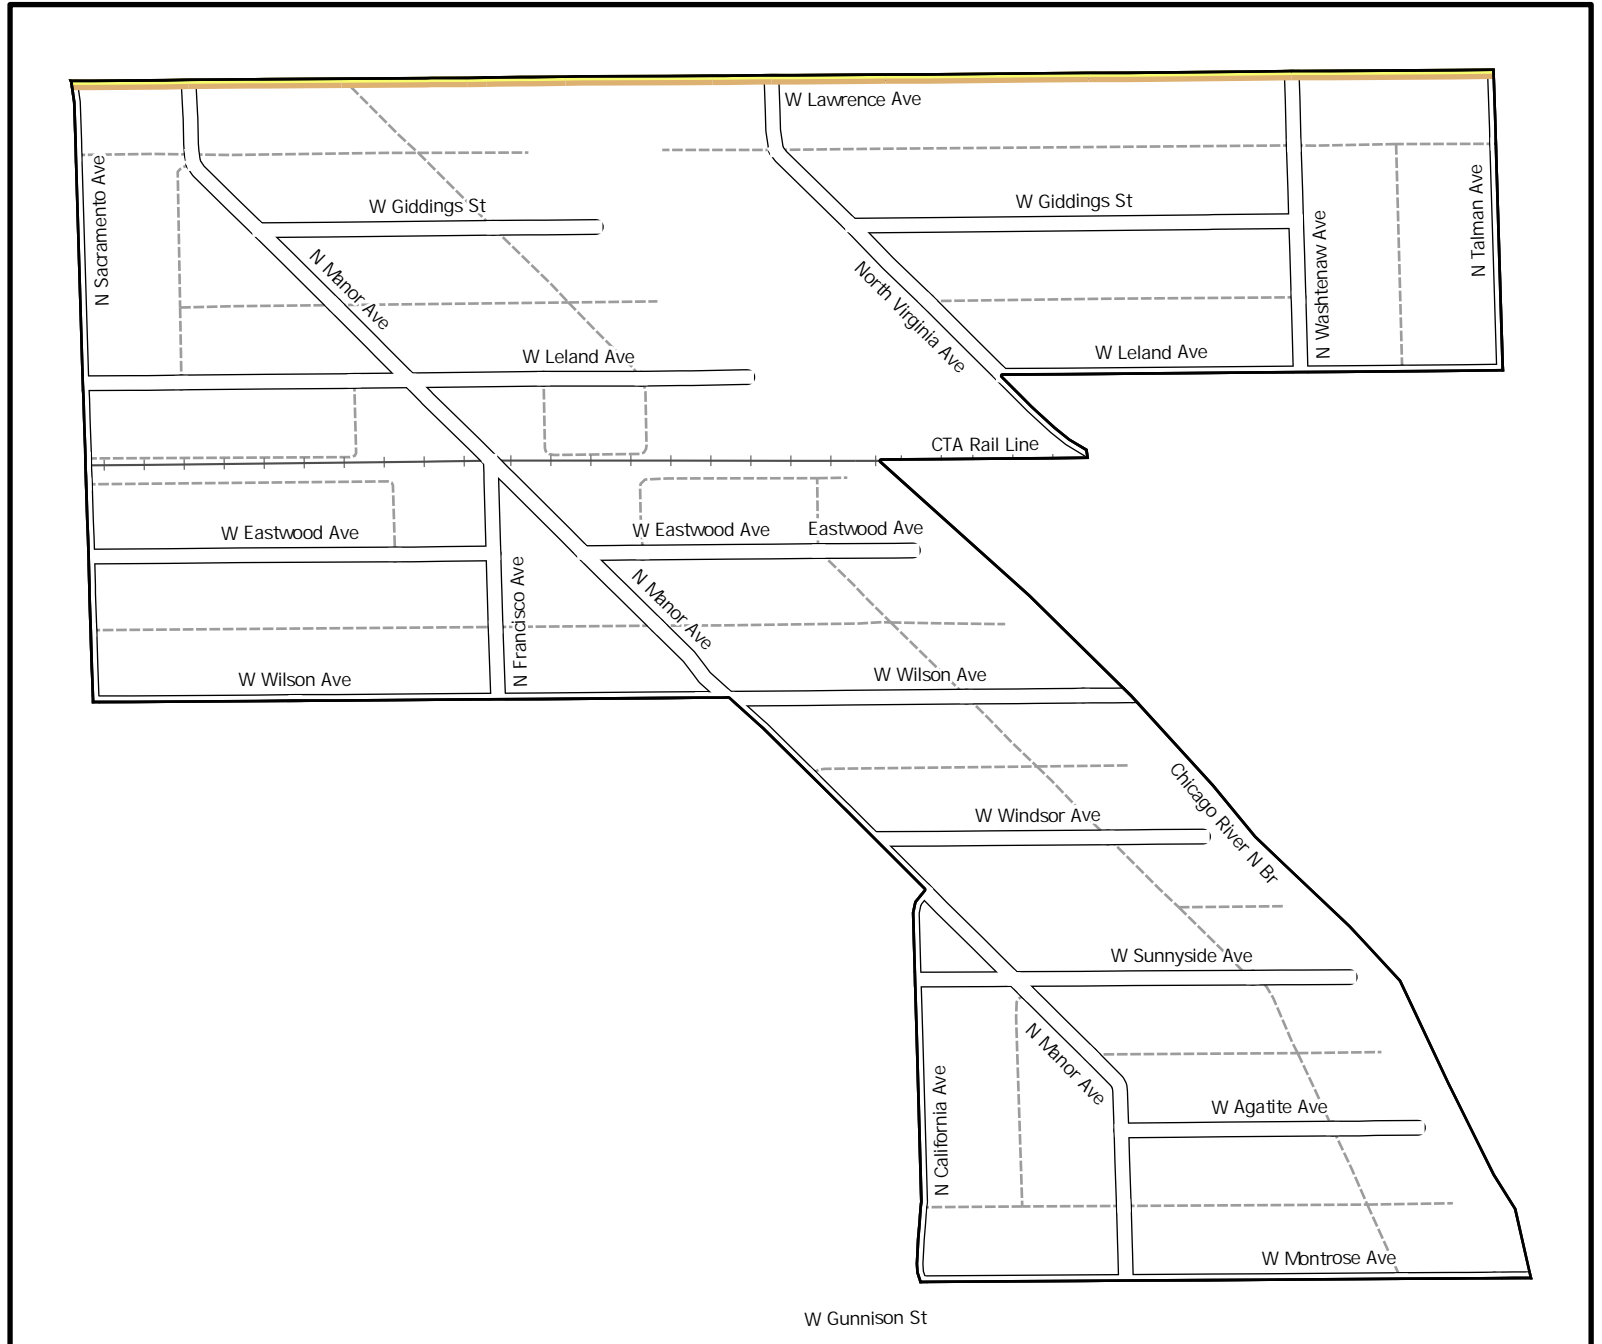 W Lawrence Ave
N Sacramento Ave
W Giddings St
W Giddings St
N Talman Ave
N Washtenaw Ave
N Manor Ave
North Virginia Ave
W Leland Ave
W Leland Ave
CTA Rail Line
W Eastwood Ave
W Eastwood Ave
Eastwood Ave
N Francisco Ave
N Manor Ave
W Wilson Ave
W Wilson Ave
Chicago River N Br
W Windsor Ave
W Sunnyside Ave
N Manor Ave
N California Ave
W Agatite Ave
W Montrose Ave
W Gunnison St